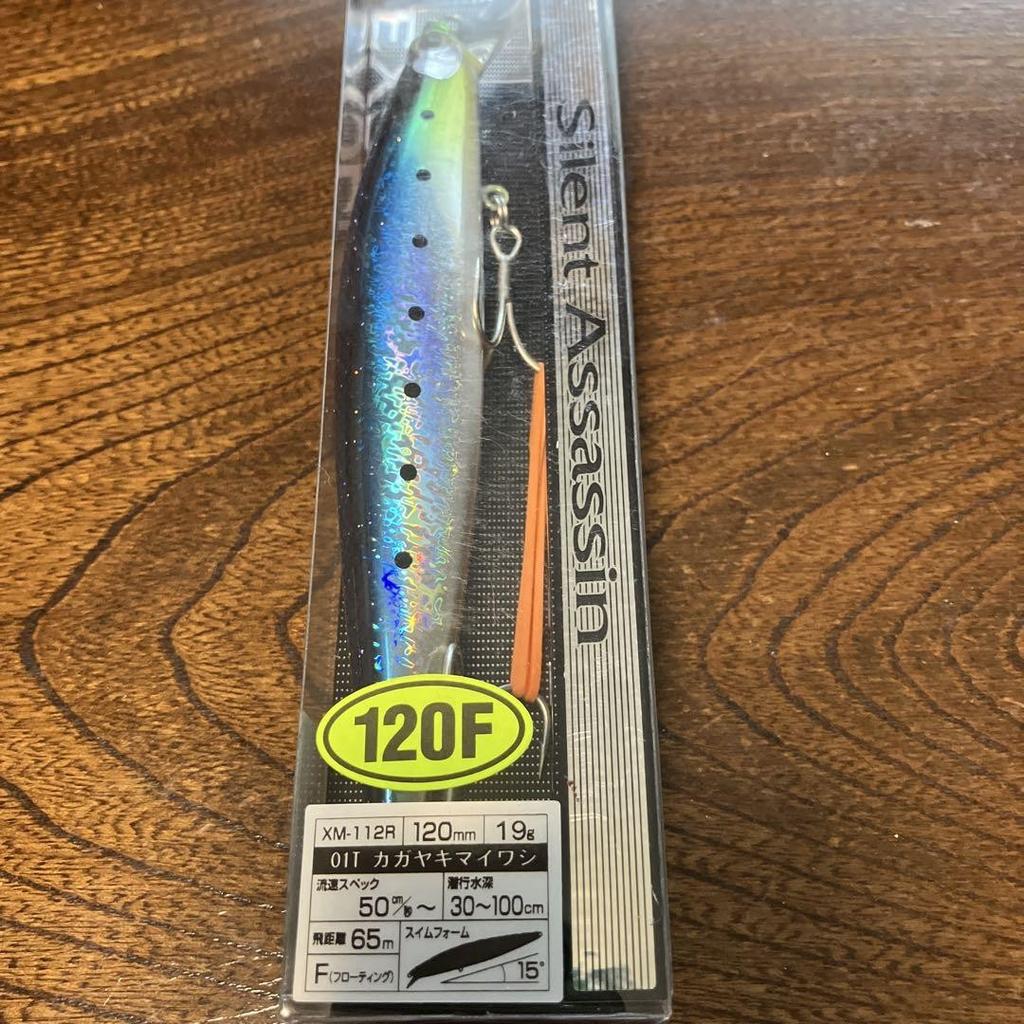 Silent Assassin
120F
XM-112R 120mm 19g
01T カガヤキマイワシ
流速スペック 潜行水深
50cm/秒～ 30～100cm
飛距離 65m スイムフォーム
F(フローティング) 15°